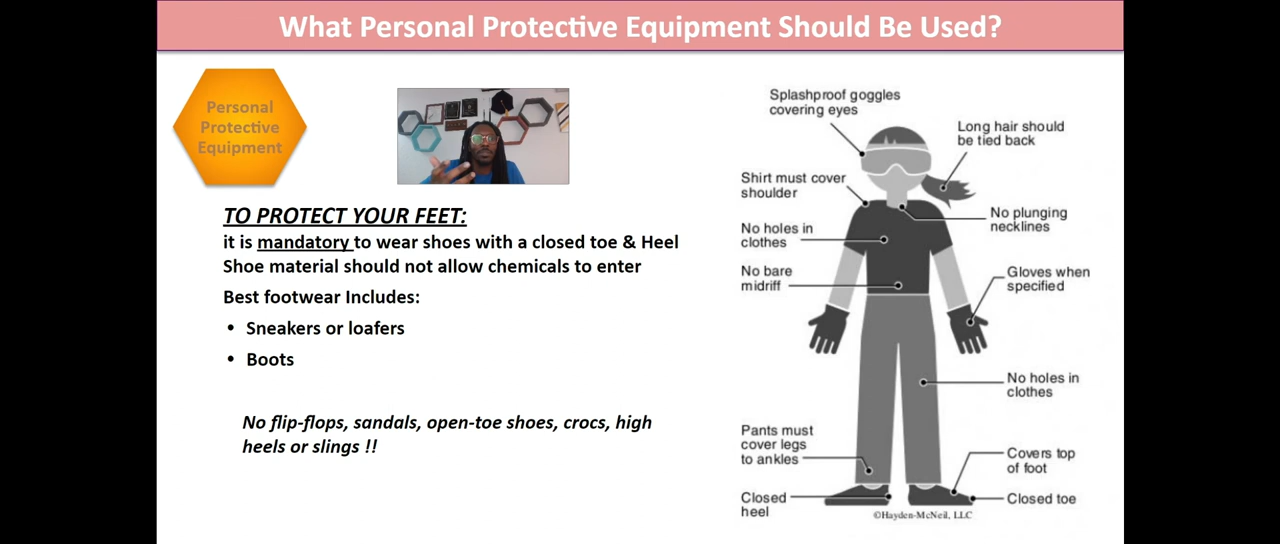 What Personal Protective Equipment Should Be Used?
Personal
Protective
Equipment
TO PROTECT YOUR FEET:
it is mandatory to wear shoes with a closed toe & Heel
Shoe material should not allow chemicals to enter
Best footwear Includes:
• Sneakers or loafers
• Boots
No flip-flops, sandals, open-toe shoes, crocs, high
heels or slings !!
Splashproof goggles
covering eyes
Long hair should
be tied back
Shirt must cover
shoulder
No plunging
necklines
No holes in
clothes
No bare
midriff
Gloves when
specified
No holes in
clothes
Pants must
cover legs
to ankles
Covers top
of foot
Closed
heel
Closed toe
©Hayden-McNeil, LLC